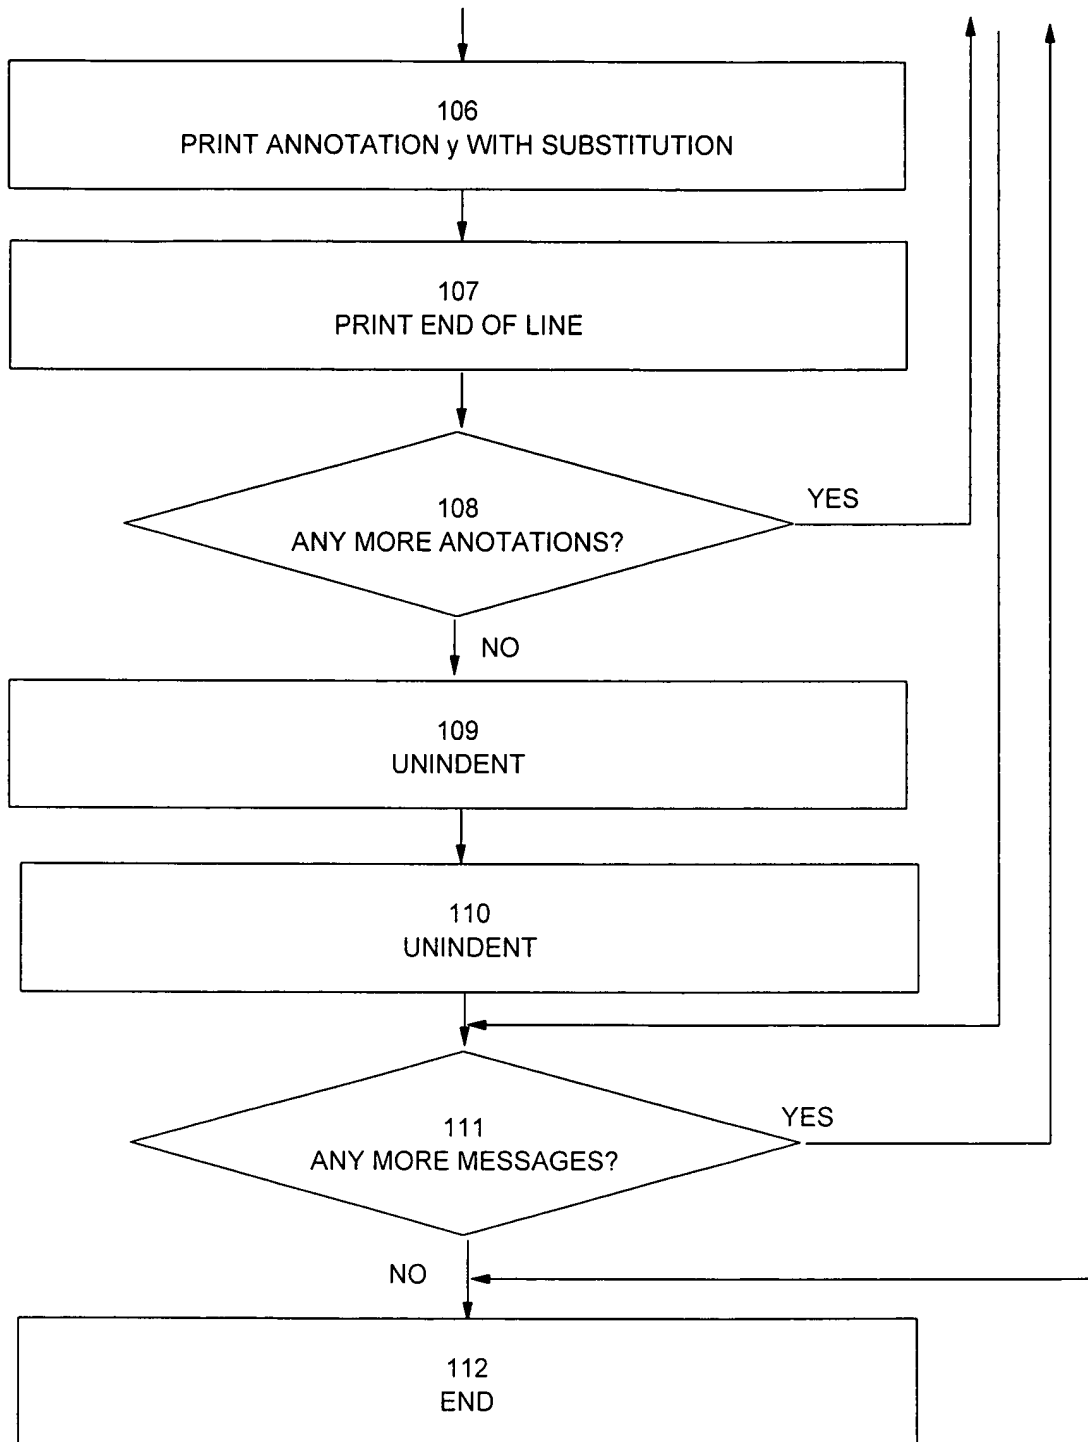 106
PRINT ANNOTATION y WITH SUBSTITUTION
107
PRINT END OF LINE
108
ANY MORE ANOTATIONS?
YES
NO
109
UNINDENT
110
UNINDENT
111
ANY MORE MESSAGES?
YES
NO
112
END